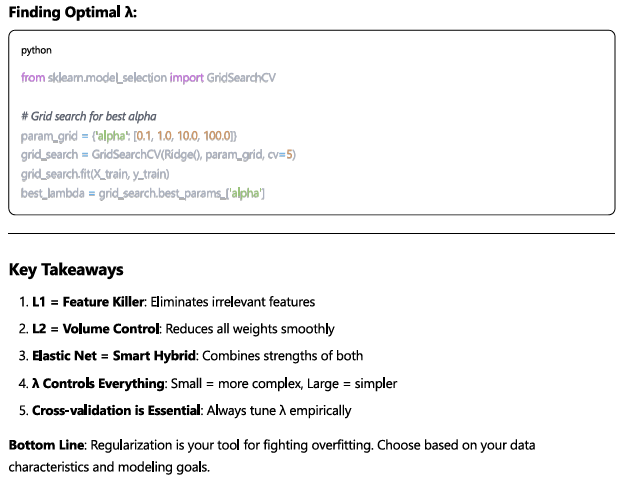 Finding Optimal λ:
python
from sklearn.model_selection import GridSearchCV
# Grid search for best alpha
param_grid = {'alpha': [0.1, 1.0, 10.0, 100.0]}
grid_search = GridSearchCV(Ridge(), param_grid, cv=5)
grid_search.fit(X_train, y_train)
best_lambda = grid_search.best_params_['alpha']
Key Takeaways
1. L1 = Feature Killer: Eliminates irrelevant features
2. L2 = Volume Control: Reduces all weights smoothly
3. Elastic Net = Smart Hybrid: Combines strengths of both
4. λ Controls Everything: Small = more complex, Large = simpler
5. Cross-validation is Essential: Always tune λ empirically
Bottom Line: Regularization is your tool for fighting overfitting. Choose based on your data
characteristics and modeling goals.